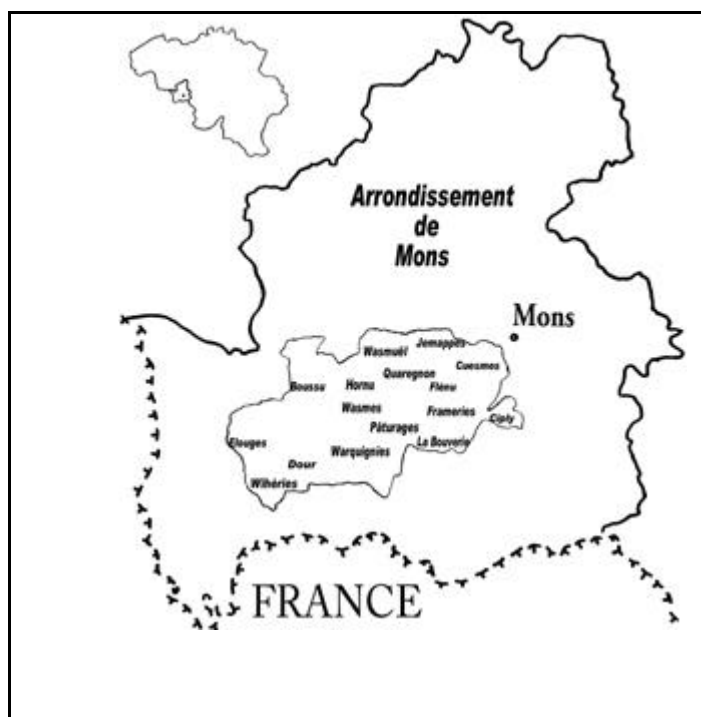 Arrondissement
de
Mons
Mons
Jemappes
Wasmuël
Cuesmes
Quaregnon
Boussu
Hornu
Flénu
Wasmes
Frameries
Ciply
Pâturages
Elouges
La Bouverie
Warquignies
Dour
Wihéries
FRANCE